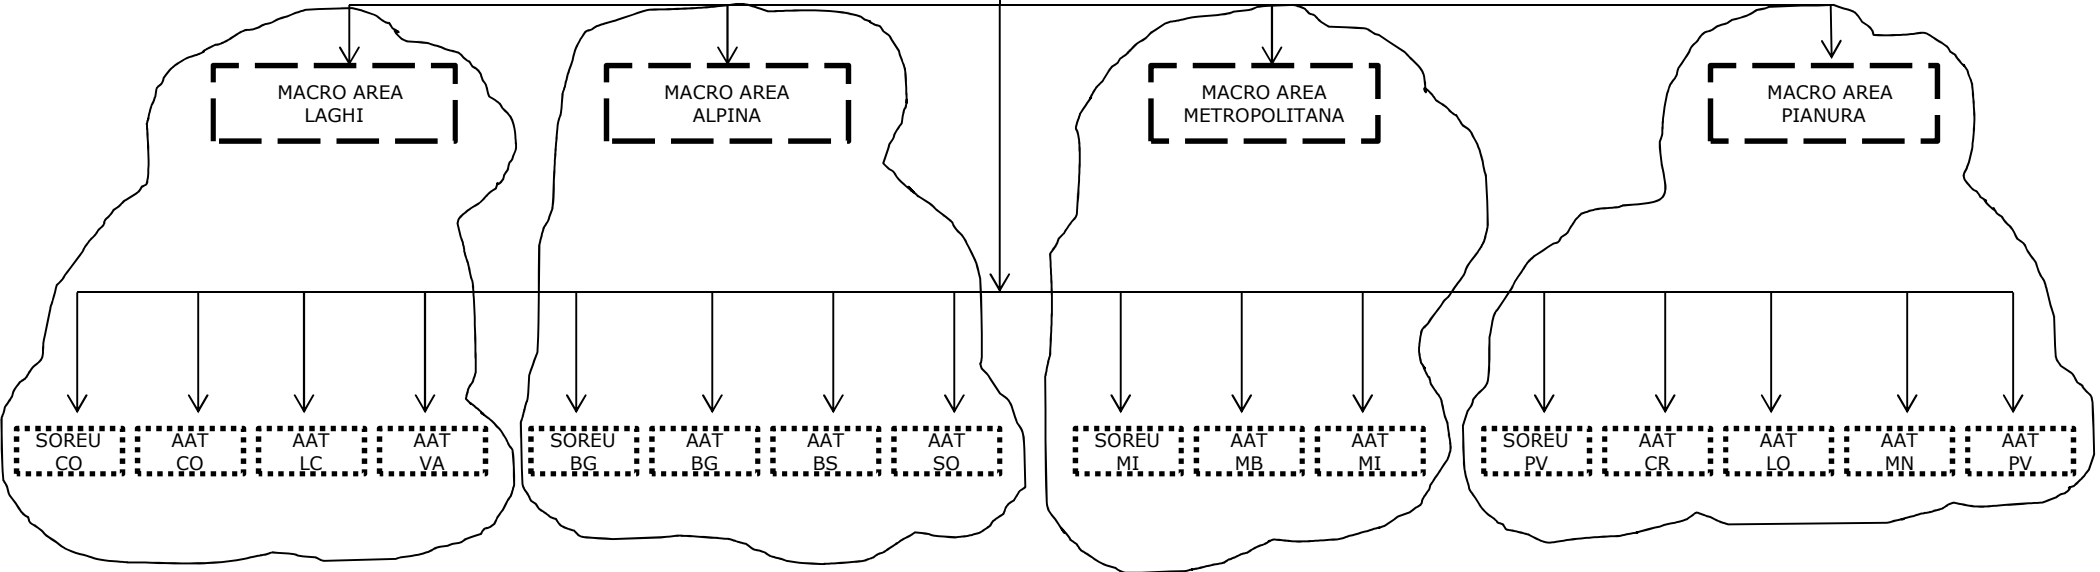 MACRO AREA
LAGHI
MACRO AREA
ALPINA
MACRO AREA
METROPOLITANA
MACRO AREA
PIANURA
SOREU
CO
AAT
CO
AAT
LC
AAT
VA
SOREU
BG
AAT
BG
AAT
BS
AAT
SO
SOREU
MI
AAT
MB
AAT
MI
SOREU
PV
AAT
CR
AAT
LO
AAT
MN
AAT
PV